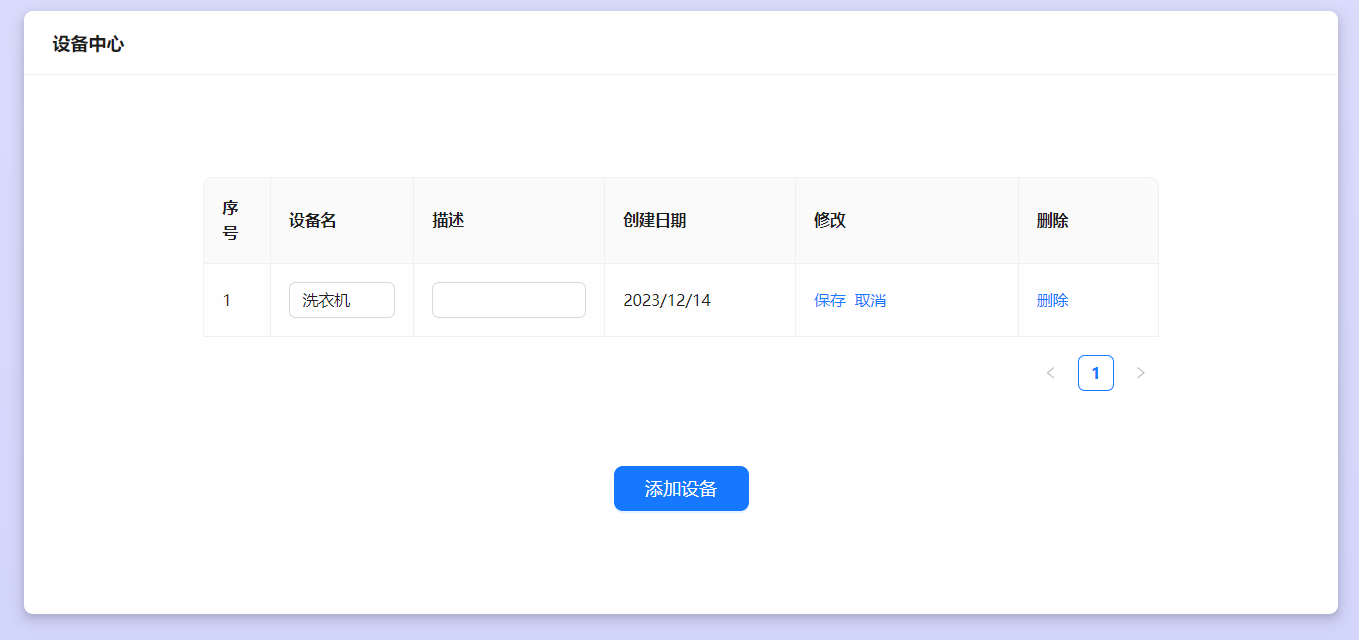 设备中心
序号 设备名 描述 创建日期 修改 删除
1 洗衣机 2023/12/14 保存 取消 删除
< 1 >
添加设备